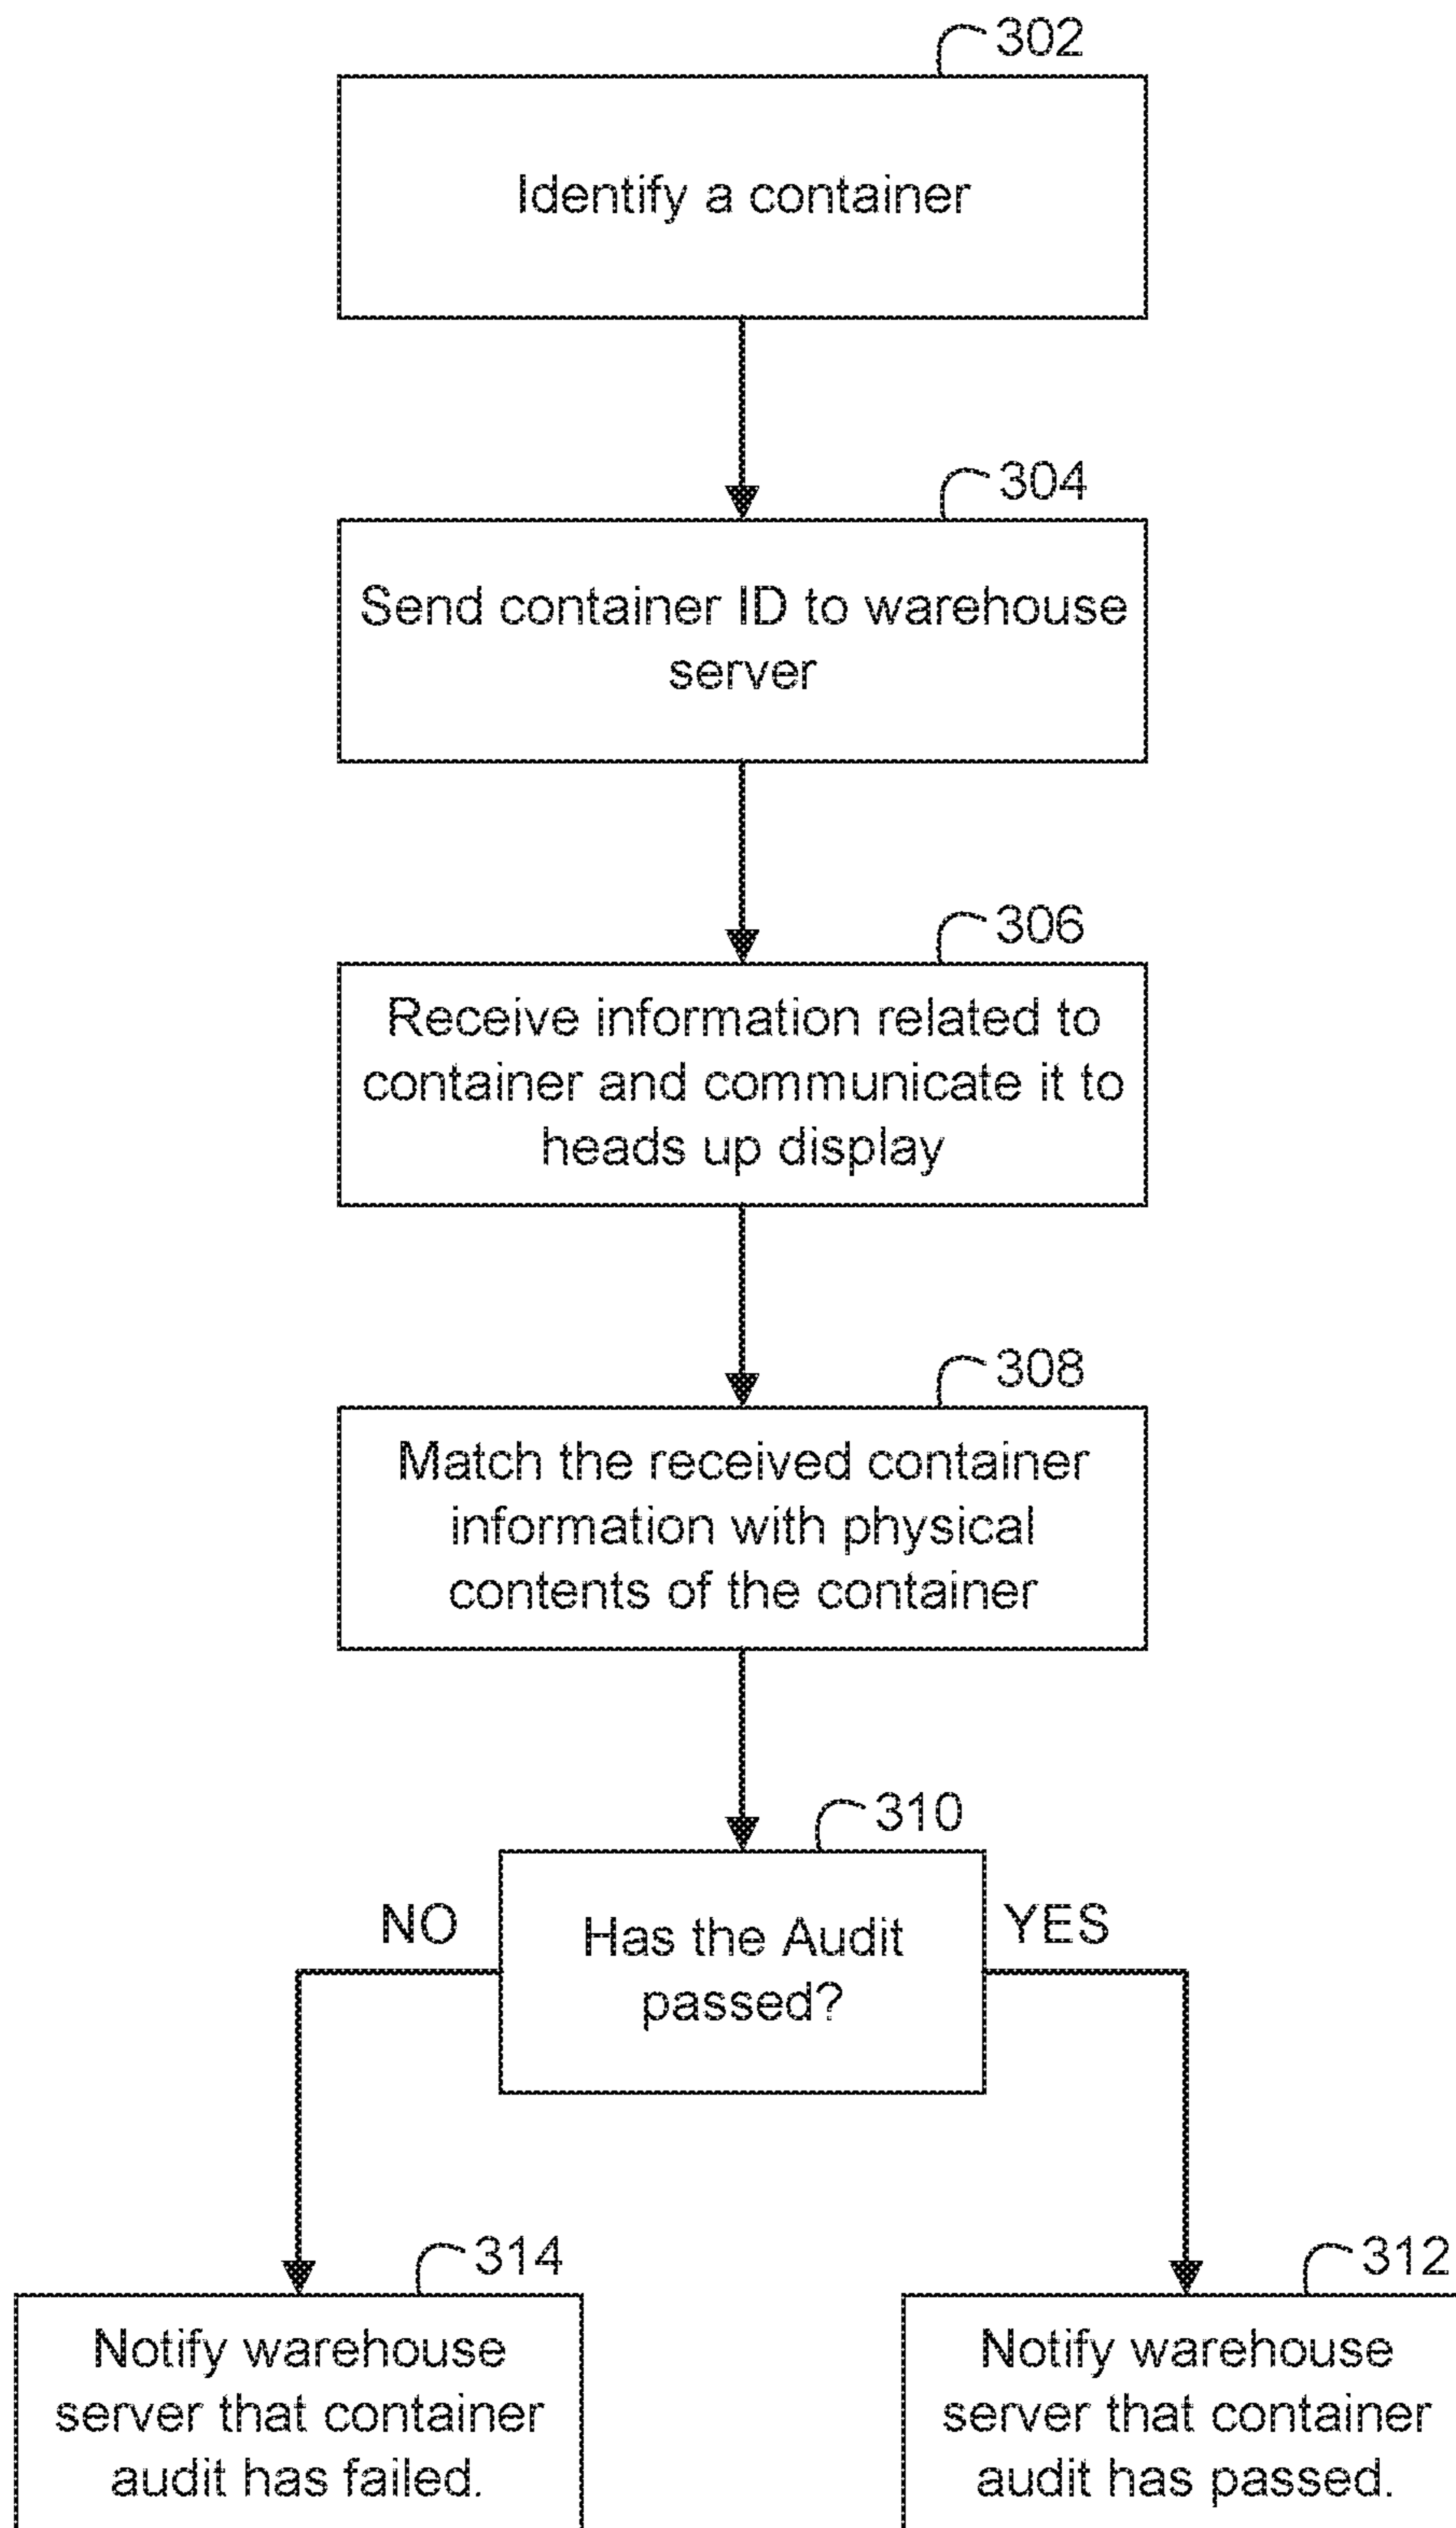 302
Identify a container
304
Send container ID to warehouse
server
306
Receive information related to
container and communicate it to
heads up display
308
Match the received container
information with physical
contents of the container
310
NO
Has the Audit
passed?
YES
314
Notify warehouse
server that container
audit has failed.
312
Notify warehouse
server that container
audit has passed.